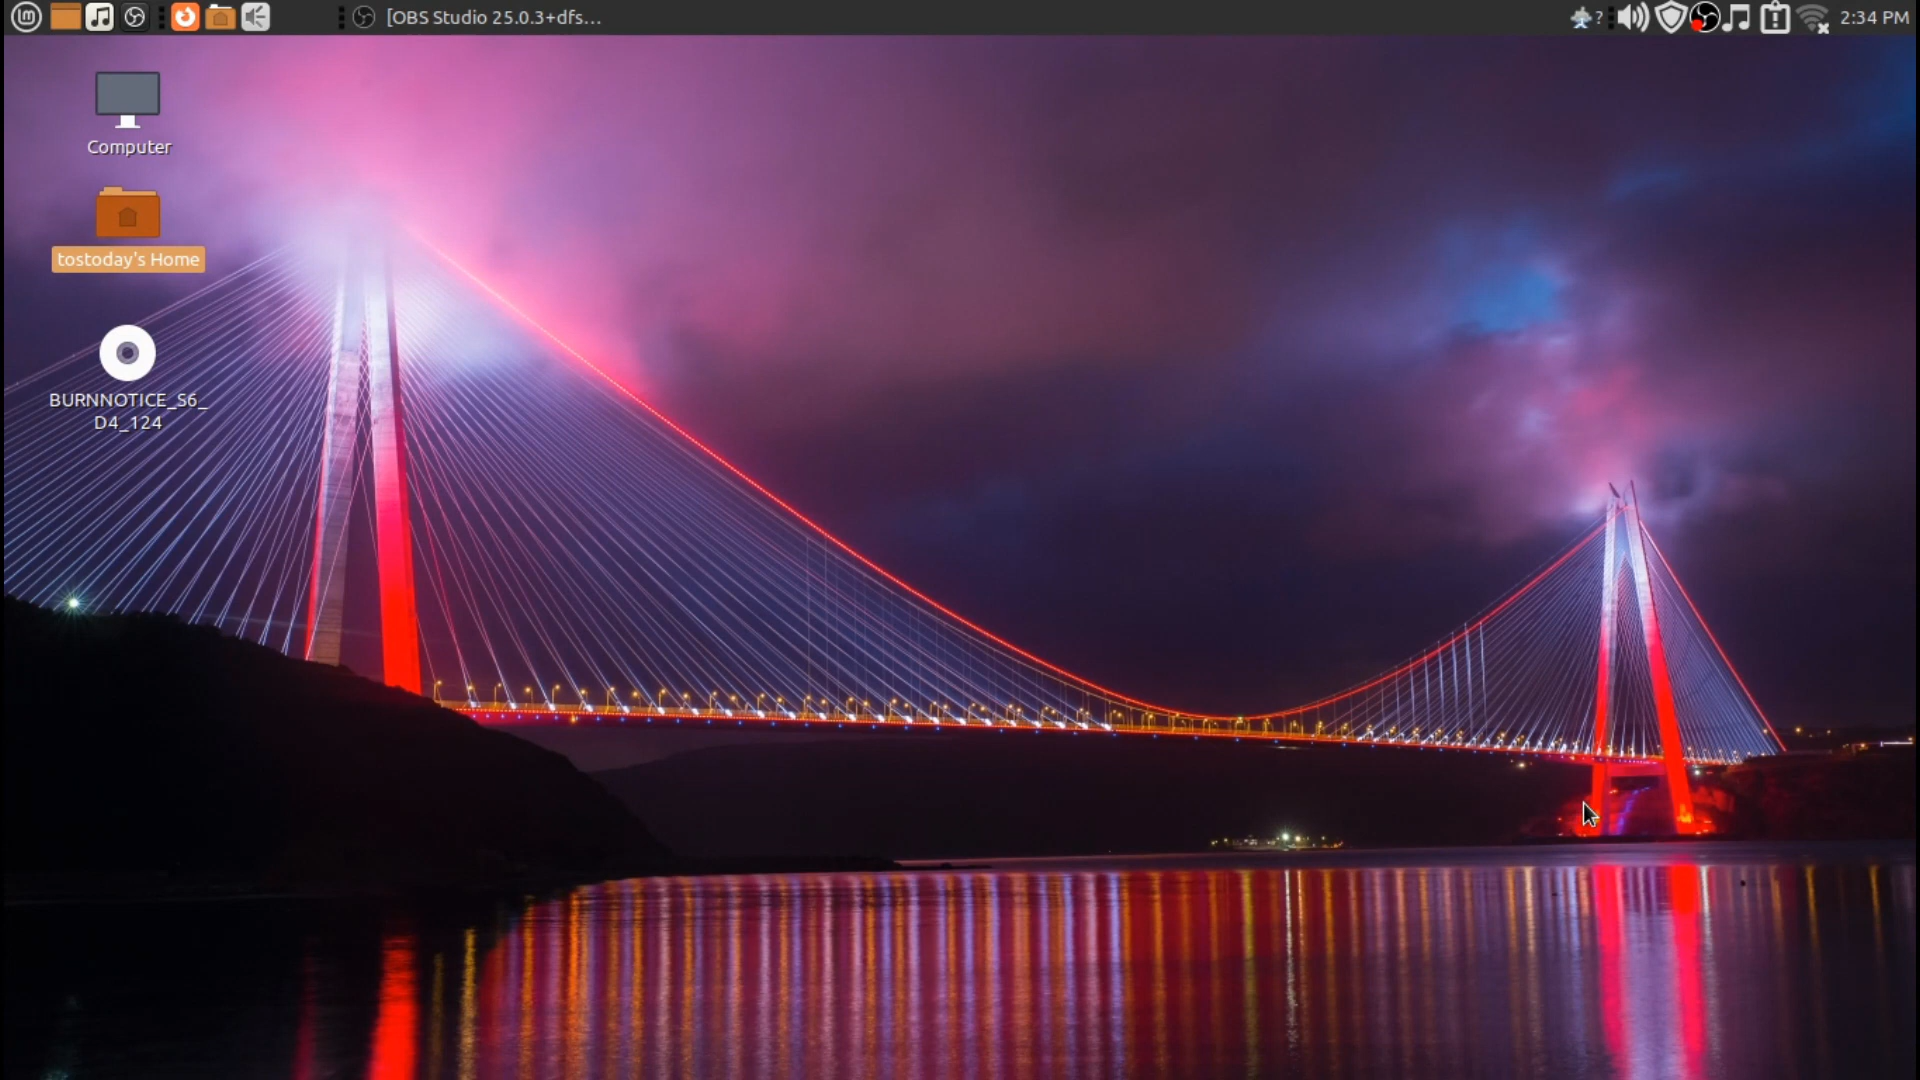 [OBS Studio 25.0.3+dfs...
?
2:34 PM
Computer
tostoday's Home
BURNNOTICE_S6_
D4_124